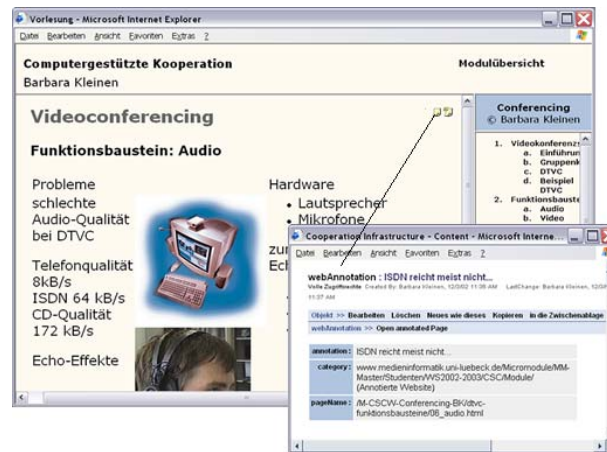 Vorlesung - Microsoft Internet Explorer
Datei Bearbeiten Ansicht Favoriten Extras ?
Computergestützte Kooperation
Modulübersicht
Barbara Kleinen
Videoconferencing
Funktionsbaustein: Audio
Probleme
schlechte
Audio-Qualität
bei DTVC
Telefonqualität
8kB/s
ISDN 64 kB/s
CD-Qualität
172 kB/s
Echo-Effekte
Hardware
• Lautsprecher
• Mikrofone
Conferencing
© Barbara Kleinen
1. Videokonferenz
a. Einführun
b. Gruppenk
c. DTVC
d. Beispiel
DTVC
2. Funktionsbauste
a. Audio
b. Video
Cooperation Infrastructure - Content - Microsoft Interne...
Datei Bearbeiten Ansicht Favoriten Extras ?
webAnnotation : ISDN reicht meist nicht...
Volle Zugriffsrechte Created By: Barbara Kleinen, 12/3/02 11:36 AM LastChange: Barbara Kleinen, 12/3/
11:37 AM
Objekt >> Bearbeiten Löschen Neues wie dieses Kopieren in die Zwischenablage
webAnnotation >> Open annotated Page
annotation: ISDN reicht meist nicht...
category: www.medieninformatik.uni-luebeck.de/Micromodule/MM-
Master/Studenten/WS2002-2003/CSC/Module/
(Annotierte Website)
pageName: /M-CSCW-Conferencing-BK/dtvc-
funktionsbausteine/08_audio.html